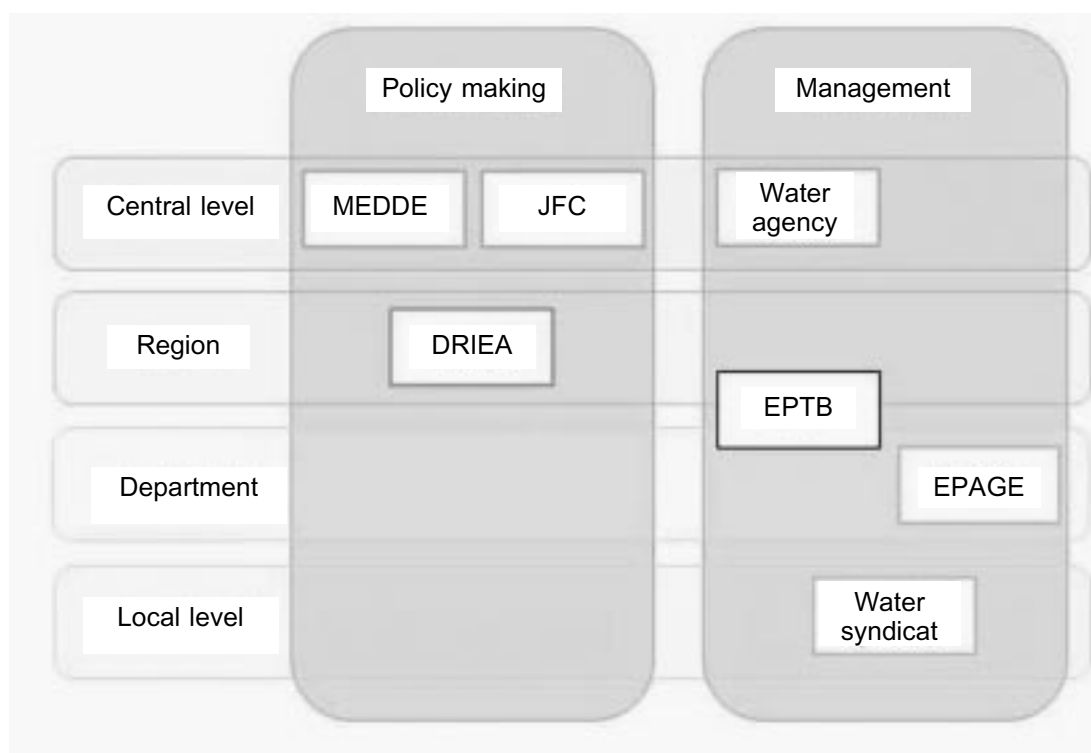 Policy making
Management
Central level
MEDDE
JFC
Water
agency
Region
DRIEA
EPTB
Department
EPAGE
Local level
Water
syndicat